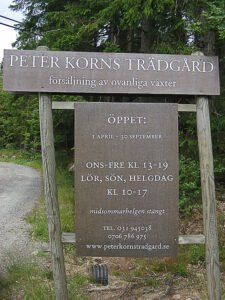 PETER KORNS TRÄDGÅRD
försäljning av ovanliga växter
ÖPPET:
1 APRIL - 30 SEPTEMBER
ONS-FRE KL 13-19
LÖR, SÖN, HELGDAG
KL 10-17
midsommarhelgen stängt
TEL 031 945038
0706 786 975
www.peterkornstradgard.se